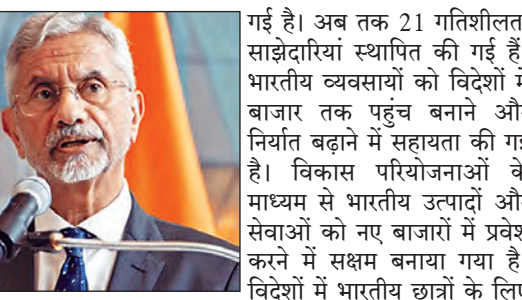 गई है। अब तक 21 गतिशीलता
साझेदारियां स्थापित की गई हैं
भारतीय व्यवसायों को विदेशों में
बाजार तक पहुंच बनाने और
निर्यात बढ़ाने में सहायता की गई
है। विकास परियोजनाओं के
माध्यम से भारतीय उत्पादों और
सेवाओं को नए बाजारों में प्रवेश
करने में सक्षम बनाया गया है
विदेशों में भारतीय छात्रों के लिए